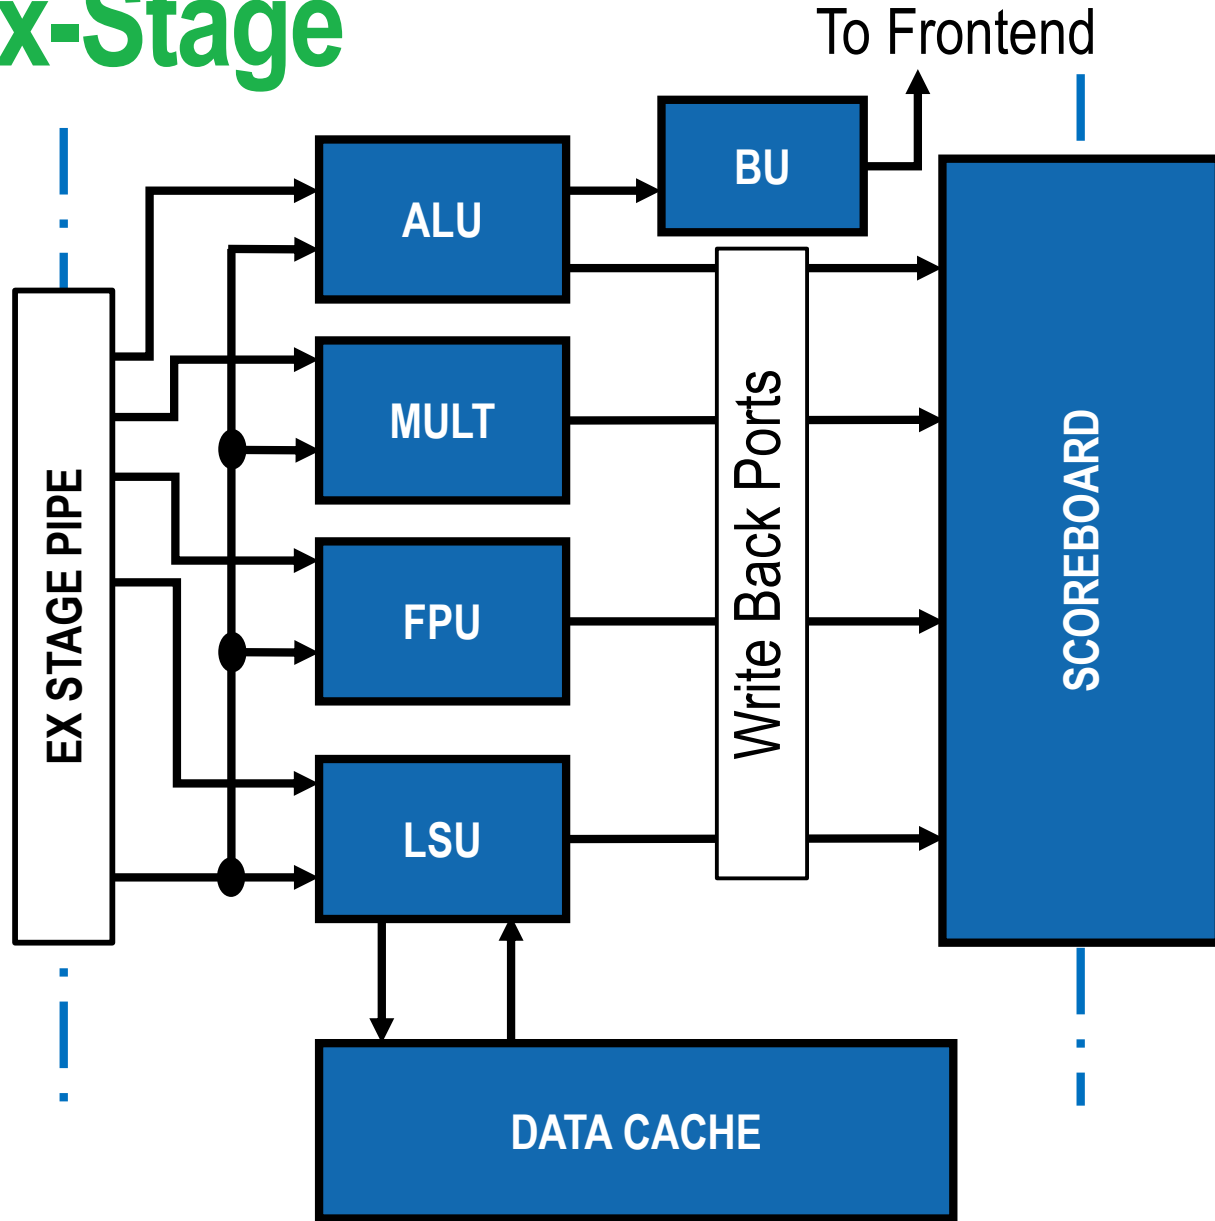 x-Stage
To Frontend
BU
ALU
MULT
FPU
LSU
EX STAGE PIPE
Write Back Ports
SCOREBOARD
DATA CACHE